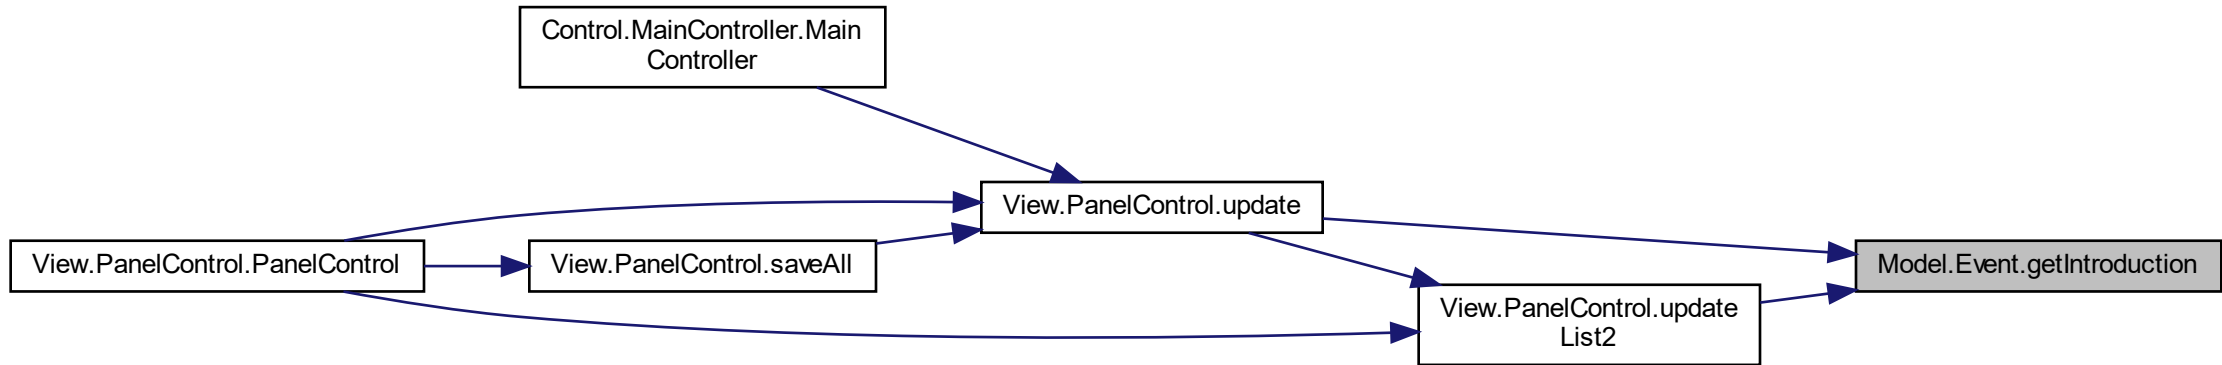 Control.MainController.Main
Controller
View.PanelControl.update
View.PanelControl.PanelControl
View.PanelControl.saveAll
Model.Event.getIntroduction
View.PanelControl.update
List2